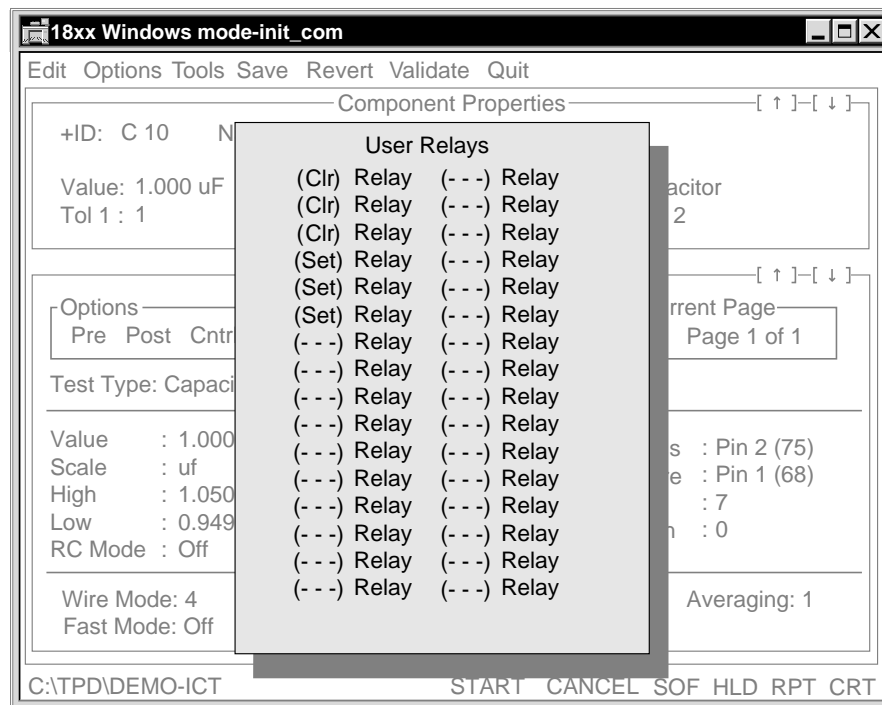 18xx Windows mode-init_com
Edit Options Tools Save Revert Validate Quit
Component Properties [ ↑ ]-[ ↓ ]
+ID: C 10 N
Value: 1.000 uF acitor
Tol 1 : 1 2
User Relays
(Clr) Relay (- - -) Relay
(Clr) Relay (- - -) Relay
(Clr) Relay (- - -) Relay
(Set) Relay (- - -) Relay
(Set) Relay (- - -) Relay
(Set) Relay (- - -) Relay
(- - -) Relay (- - -) Relay
(- - -) Relay (- - -) Relay
(- - -) Relay (- - -) Relay
(- - -) Relay (- - -) Relay
(- - -) Relay (- - -) Relay
(- - -) Relay (- - -) Relay
(- - -) Relay (- - -) Relay
(- - -) Relay (- - -) Relay
(- - -) Relay (- - -) Relay
(- - -) Relay (- - -) Relay
[ ↑ ]-[ ↓ ]
Options rrent Page
Pre Post Cntr Page 1 of 1
Test Type: Capaci
Value : 1.000 s : Pin 2 (75)
Scale : uf e : Pin 1 (68)
High : 1.050 : 7
Low : 0.949 : 0
RC Mode : Off
Wire Mode: 4 Averaging: 1
Fast Mode: Off
C:\TPD\DEMO-ICT START CANCEL SOF HLD RPT CRT